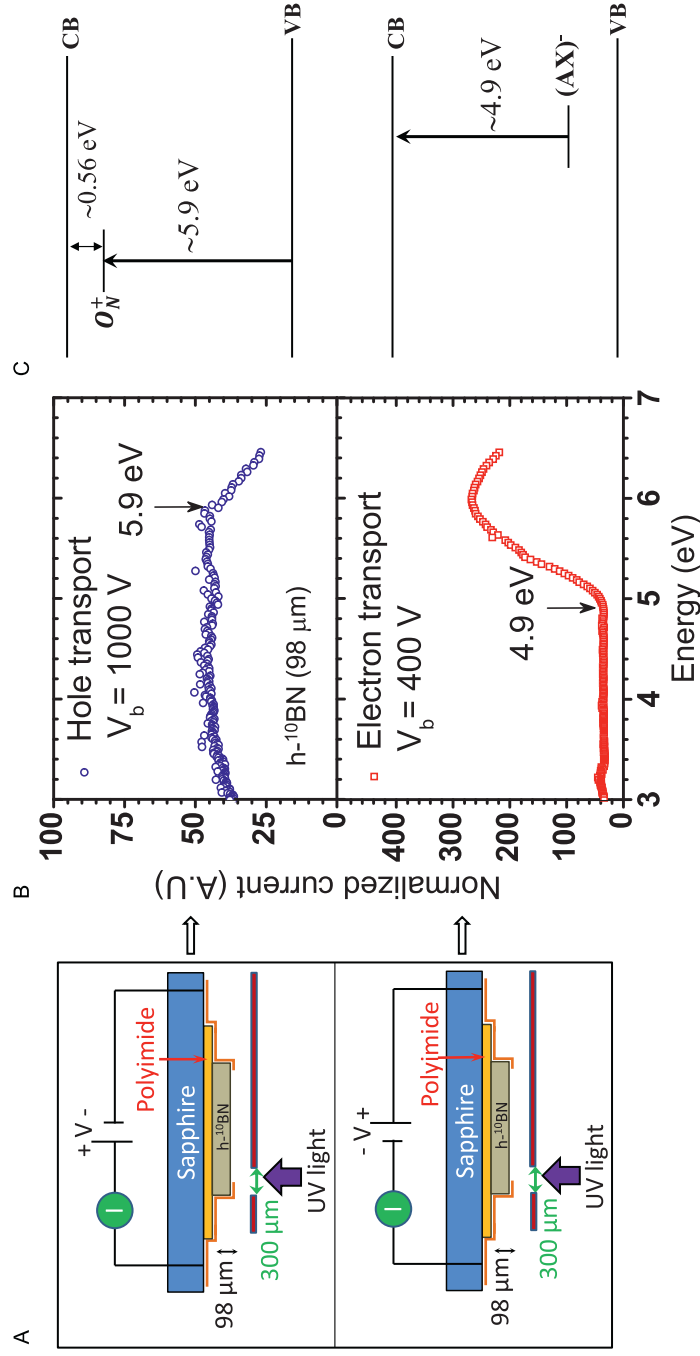 A
+ V -
I
Polyimide
Sapphire
h-¹⁰BN
98 µm
300 µm
UV light
- V +
I
Polyimide
Sapphire
h-¹⁰BN
98 µm
300 µm
UV light
B
Normalized current (A.U)
100
75
50
25
0
Hole transport
V_b = 1000 V
5.9 eV
h-¹⁰BN (98 µm)
400
300
200
100
0
Electron transport
V_b = 400 V
4.9 eV
3 4 5 6 7
Energy (eV)
C
CB
~0.56 eV
O_N^+
~5.9 eV
VB
CB
~4.9 eV
(AX)⁻
VB